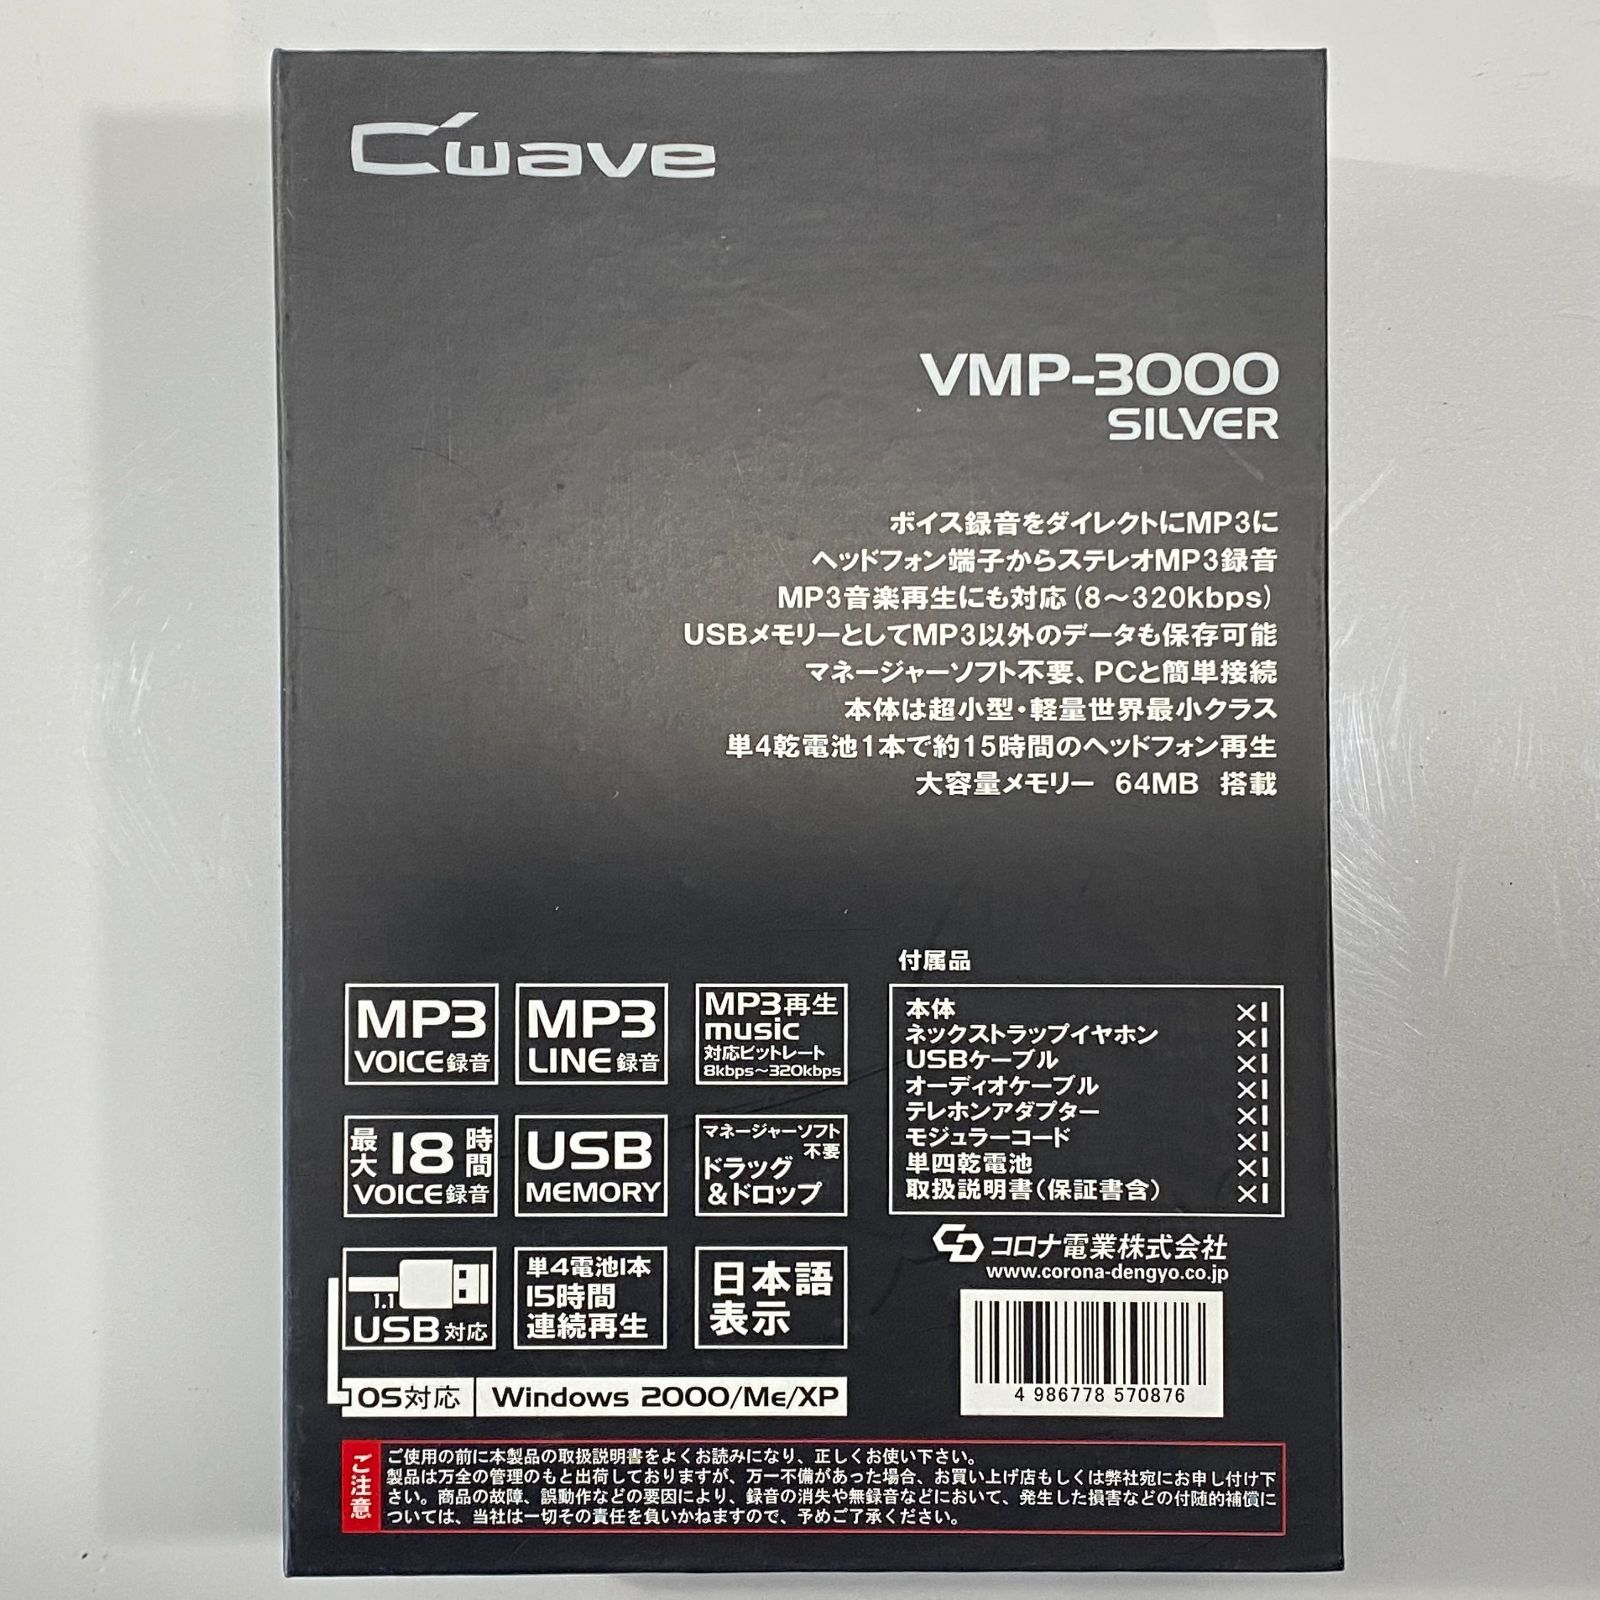 C'wave
VMP-3000
SILVER
ボイス録音をダイレクトにMP3に
ヘッドフォン端子からステレオMP3録音
MP3音楽再生にも対応(8〜320kbps)
USBメモリーとしてMP3以外のデータも保存可能
マネージャーソフト不要、PCと簡単接続
本体は超小型・軽量世界最小クラス
単4乾電池1本で約15時間のヘッドフォン再生
大容量メモリー 64MB 搭載
MP3
VOICE録音
MP3
LINE録音
MP3再生
music
対応ビットレート
8kbps〜320kbps
最大18時間
VOICE録音
USB
MEMORY
マネージャーソフト
不要
ドラッグ
&ドロップ
1.1
USB対応
単4電池1本
15時間
連続再生
日本語
表示
OS対応 Windows 2000/Me/XP
付属品
本体 ×1
ネックストラップイヤホン ×1
USBケーブル ×1
オーディオケーブル ×1
テレホンアダプター ×1
モジュラーコード ×1
単四乾電池 ×1
取扱説明書(保証書含) ×1
コロナ電業株式会社
www.corona-dengyo.co.jp
4 986778 570876
ご注意
ご使用の前に本製品の取扱説明書をよくお読みになり、正しくお使い下さい。
製品は万全の管理のもと出荷しておりますが、万一不備があった場合、お買い上げ店もしくは弊社宛にお申し付け下
さい。商品の故障、誤動作などの要因により、録音の消失や無録音などにおいて、発生した損害などの付随的補償に
ついては、当社は一切その責任を負いかねますので、予めご了承ください。